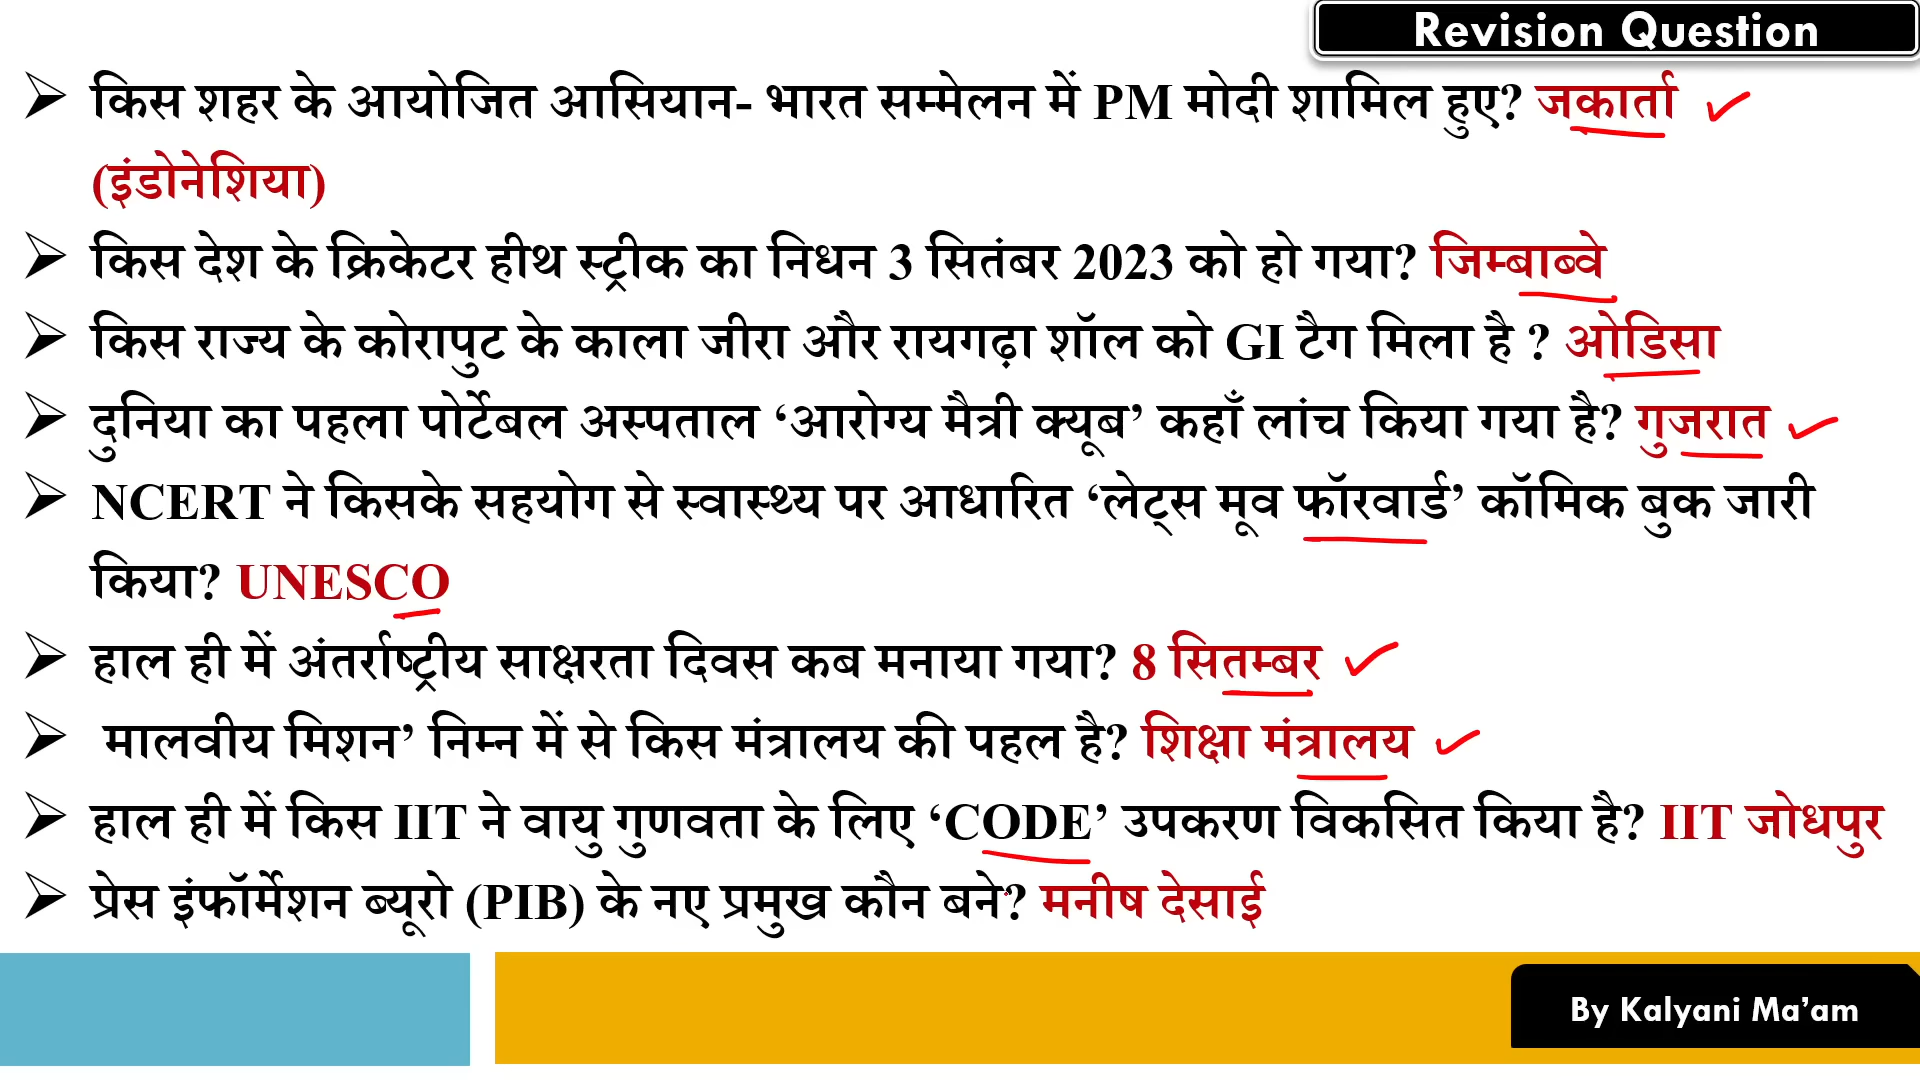 Revision Question
➢ किस शहर के आयोजित आसियान- भारत सम्मेलन में PM मोदी शामिल हुए? जकार्ता
(इंडोनेशिया)
➢ किस देश के क्रिकेटर हीथ स्ट्रीक का निधन 3 सितंबर 2023 को हो गया? जिम्बाब्वे
➢ किस राज्य के कोरापुट के काला जीरा और रायगढ़ा शॉल को GI टैग मिला है ? ओडिसा
➢ दुनिया का पहला पोर्टेबल अस्पताल ‘आरोग्य मैत्री क्यूब’ कहाँ लांच किया गया है? गुजरात
➢ NCERT ने किसके सहयोग से स्वास्थ्य पर आधारित ‘लेट्स मूव फॉरवार्ड’ कॉमिक बुक जारी
किया? UNESCO
➢ हाल ही में अंतर्राष्ट्रीय साक्षरता दिवस कब मनाया गया? 8 सितम्बर
➢ मालवीय मिशन’ निम्न में से किस मंत्रालय की पहल है? शिक्षा मंत्रालय
➢ हाल ही में किस IIT ने वायु गुणवता के लिए ‘CODE’ उपकरण विकसित किया है? IIT जोधपुर
➢ प्रेस इंफॉर्मेशन ब्यूरो (PIB) के नए प्रमुख कौन बने? मनीष देसाई
By Kalyani Ma’am